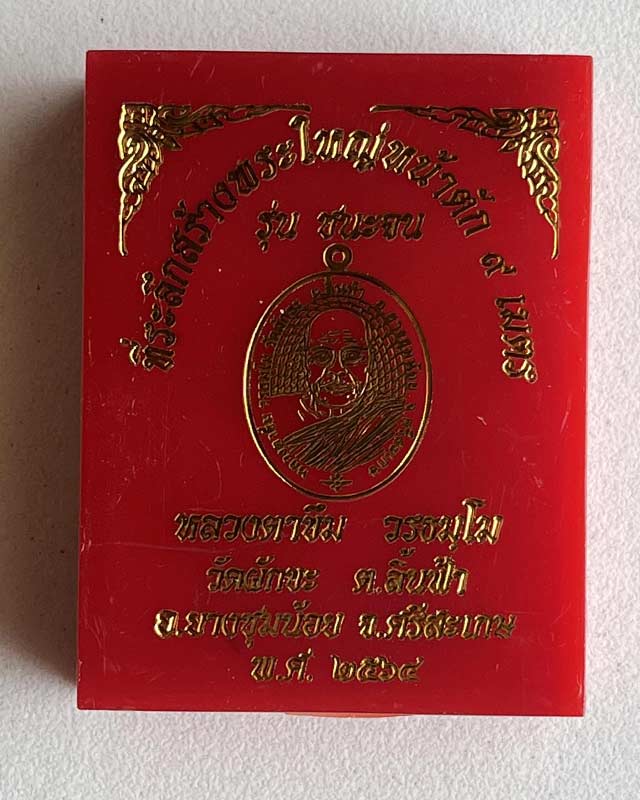 ที่ระลึกสร้างพระใหญ่หน้าตัก ๙ เมตร
รุ่น ชนะจน
หลวงตาขึม วรธมฺโม
วัดผักขะ ต.ลิ้นฟ้า
อ.ยางชุมน้อย จ.ศรีสะเกษ
พ.ศ. ๒๕๖๔